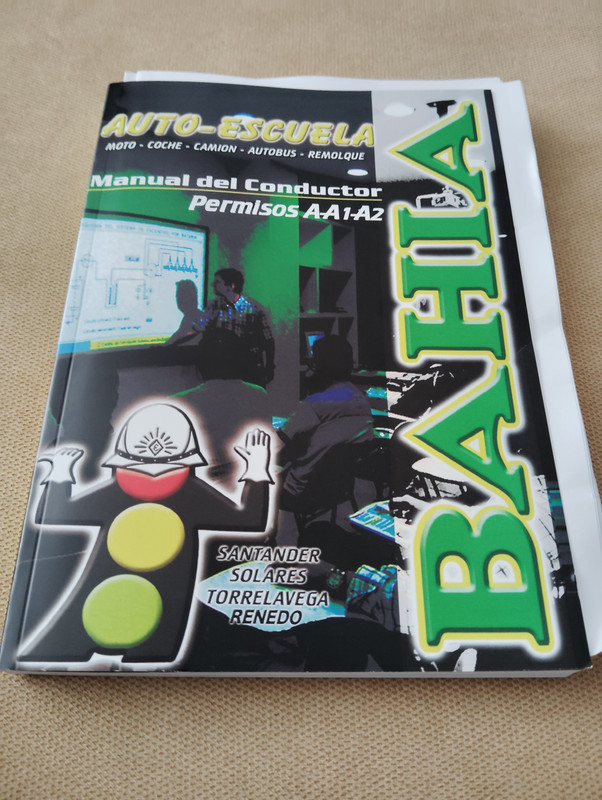 AUTO-ESCUELA
MOTO - COCHE - CAMION - AUTOBUS - REMOLQUE
Manual del Conductor
Permisos A-A1-A2
BAHIA
SANTANDER
SOLARES
TORRELAVEGA
RENEDO